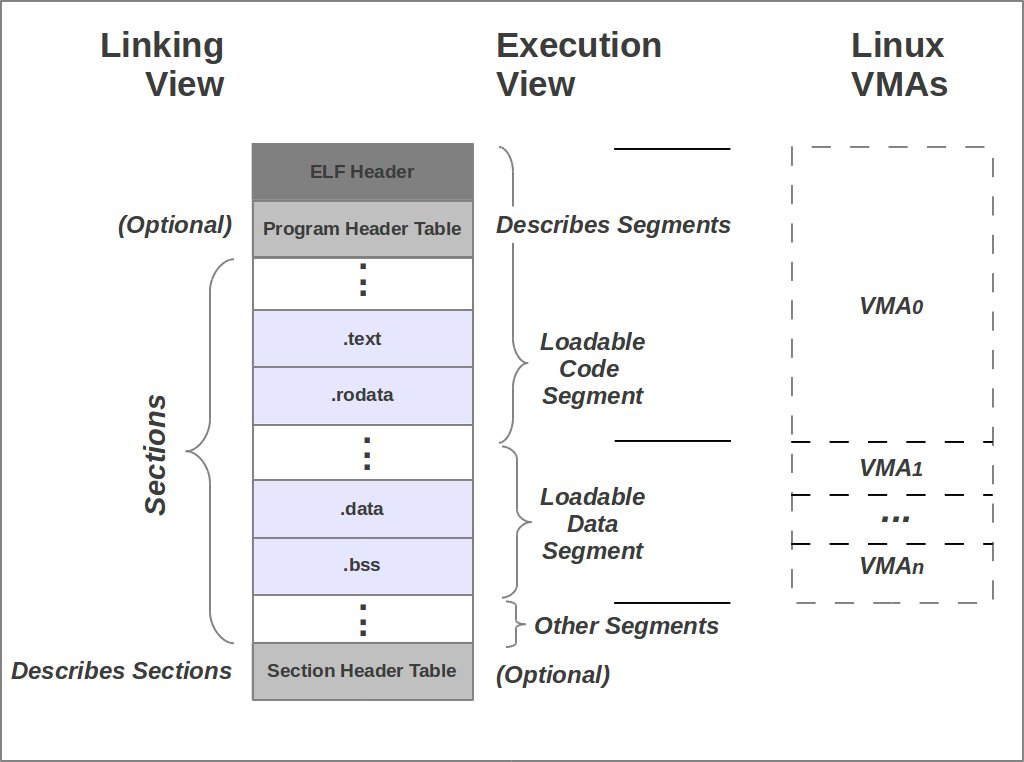 Linking
View
Execution
View
Linux
VMAs
ELF Header
(Optional)
Program Header Table
Describes Segments
⋮
VMA0
.text
Loadable
Code
Segment
.rodata
Sections
⋮
VMA1
.data
Loadable
Data
Segment
...
.bss
VMAn
⋮
Other Segments
Describes Sections
Section Header Table
(Optional)